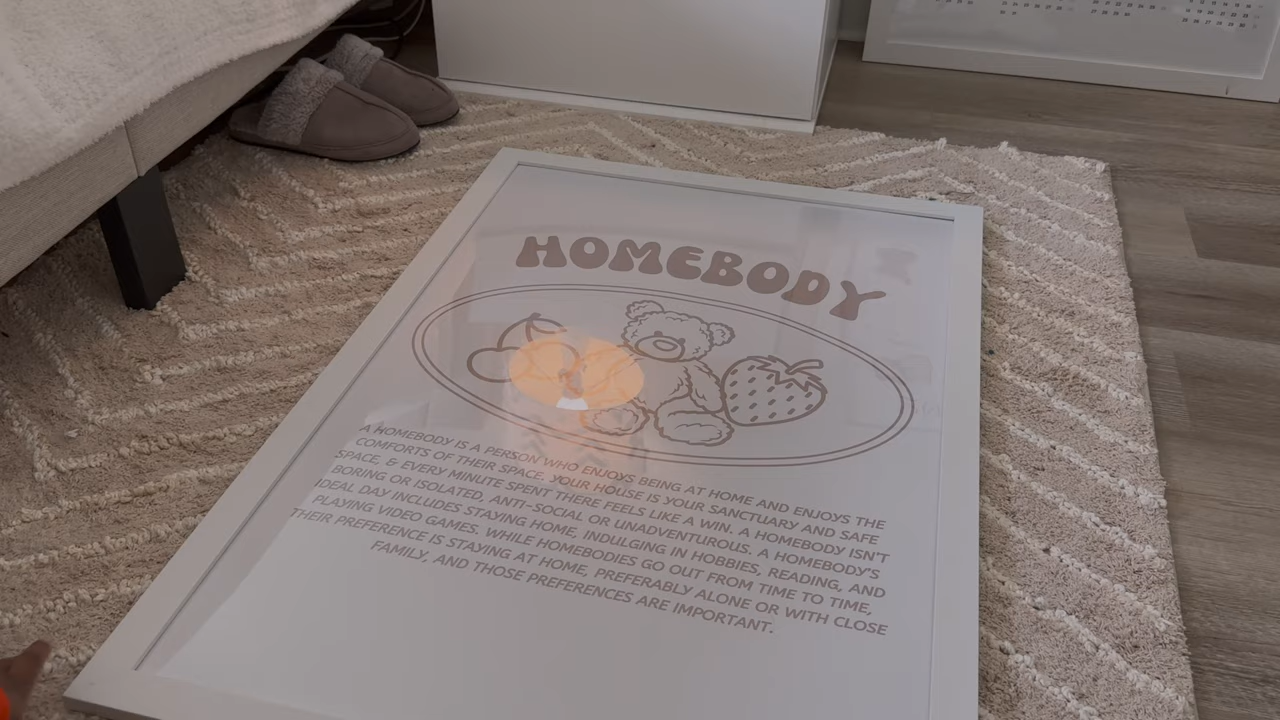 HOMEBODY
A HOMEBODY IS A PERSON WHO ENJOYS BEING AT HOME AND ENJOYS THE
COMFORTS OF THEIR SPACE. YOUR HOUSE IS YOUR SANCTUARY AND SAFE
SPACE, & EVERY MINUTE SPENT THERE FEELS LIKE A WIN. A HOMEBODY ISN'T
BORING OR ISOLATED, ANTI-SOCIAL OR UNADVENTUROUS. A HOMEBODY'S
IDEAL DAY INCLUDES STAYING HOME, INDULGING IN HOBBIES, READING, AND
PLAYING VIDEO GAMES. WHILE HOMEBODIES GO OUT FROM TIME TO TIME,
THEIR PREFERENCE IS STAYING AT HOME, PREFERABLY ALONE OR WITH CLOSE
FAMILY, AND THOSE PREFERENCES ARE IMPORTANT.